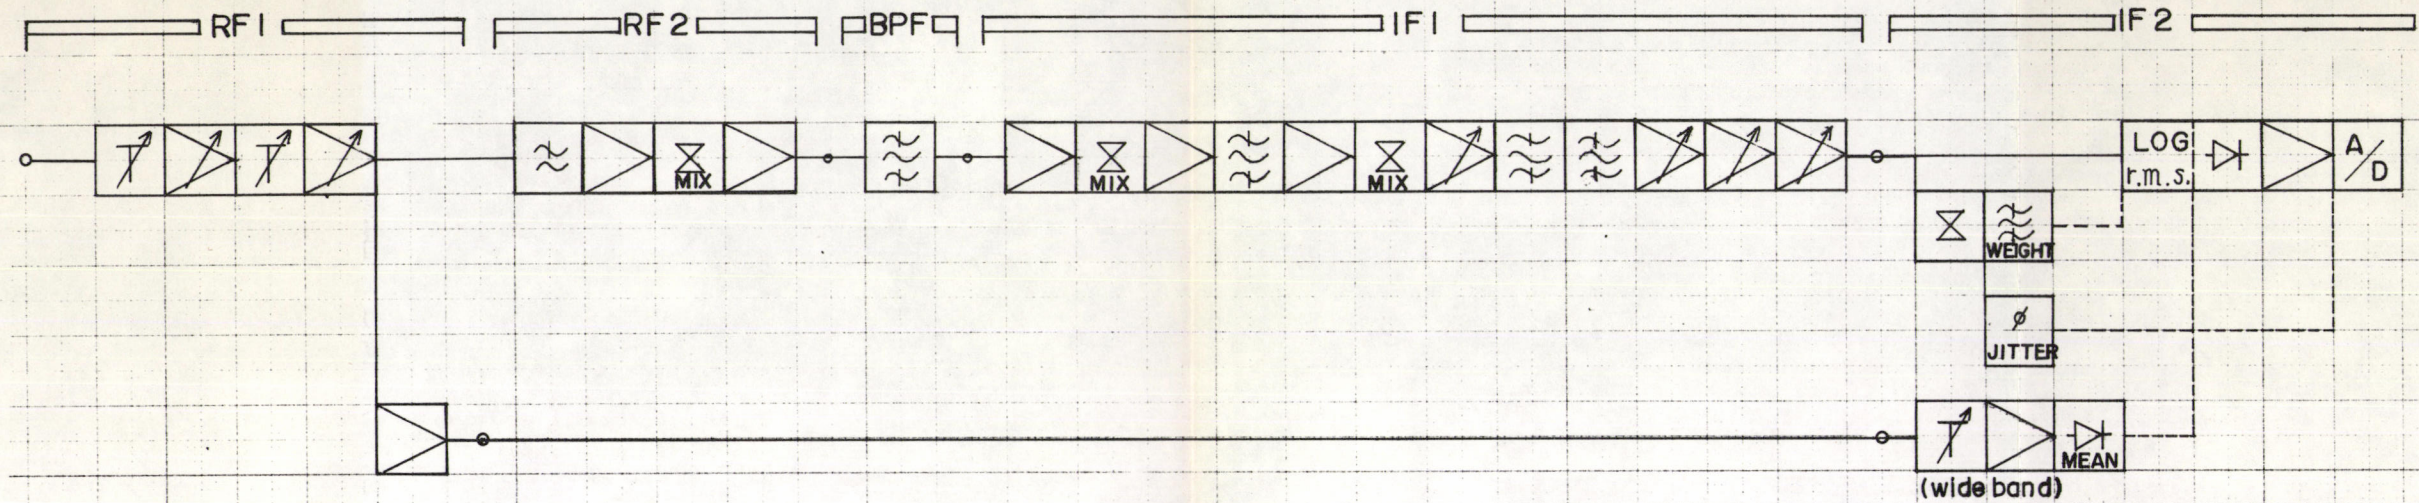 RF1 RF2 BPF IF1 IF2
MIX
MIX
MIX
LOG
r.m.s.
A/D
WEIGHT
ø
JITTER
MEAN
(wide band)